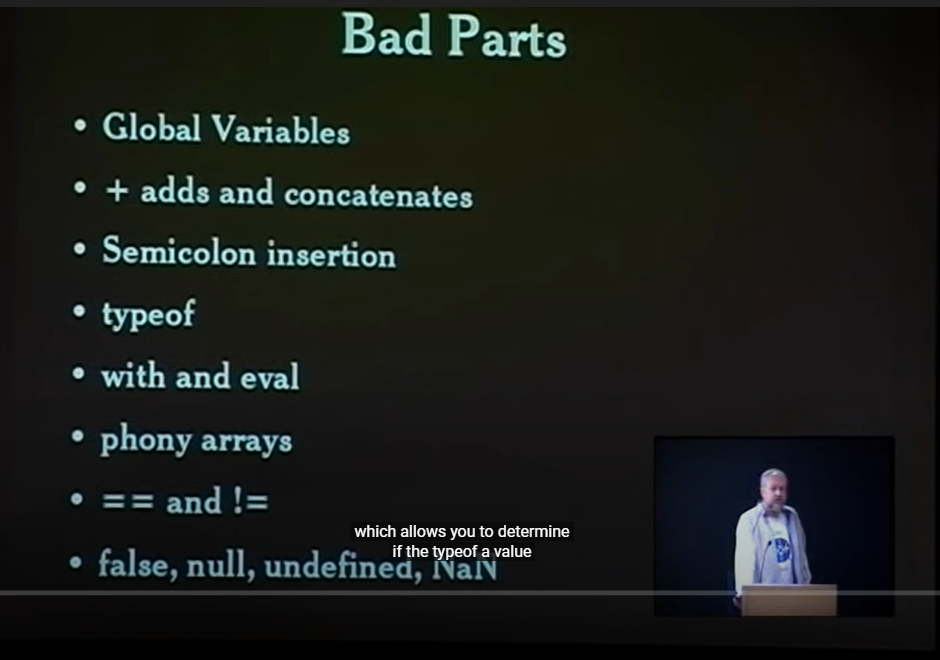 Bad Parts
• Global Variables
• + adds and concatenates
• Semicolon insertion
• typeof
• with and eval
• phony arrays
• == and !=
which allows you to determine
if the typeof a value
• false, null, undefined, NaN